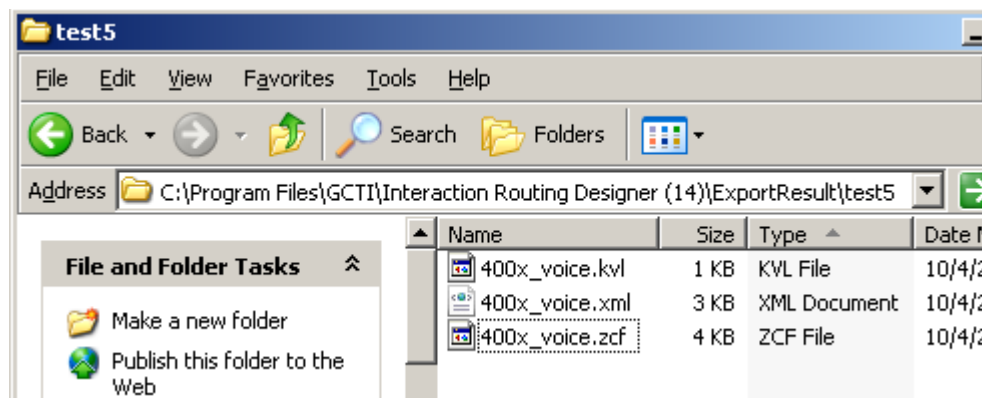 test5
File Edit View Favorites Tools Help
Back Search Folders
Address C:\Program Files\GCTI\Interaction Routing Designer (14)\ExportResult\test5
Name Size Type Date
File and Folder Tasks
400x_voice.kvl 1 KB KVL File 10/4/
400x_voice.xml 3 KB XML Document 10/4/
Make a new folder
400x_voice.zcf 4 KB ZCF File 10/4/
Publish this folder to the
Web